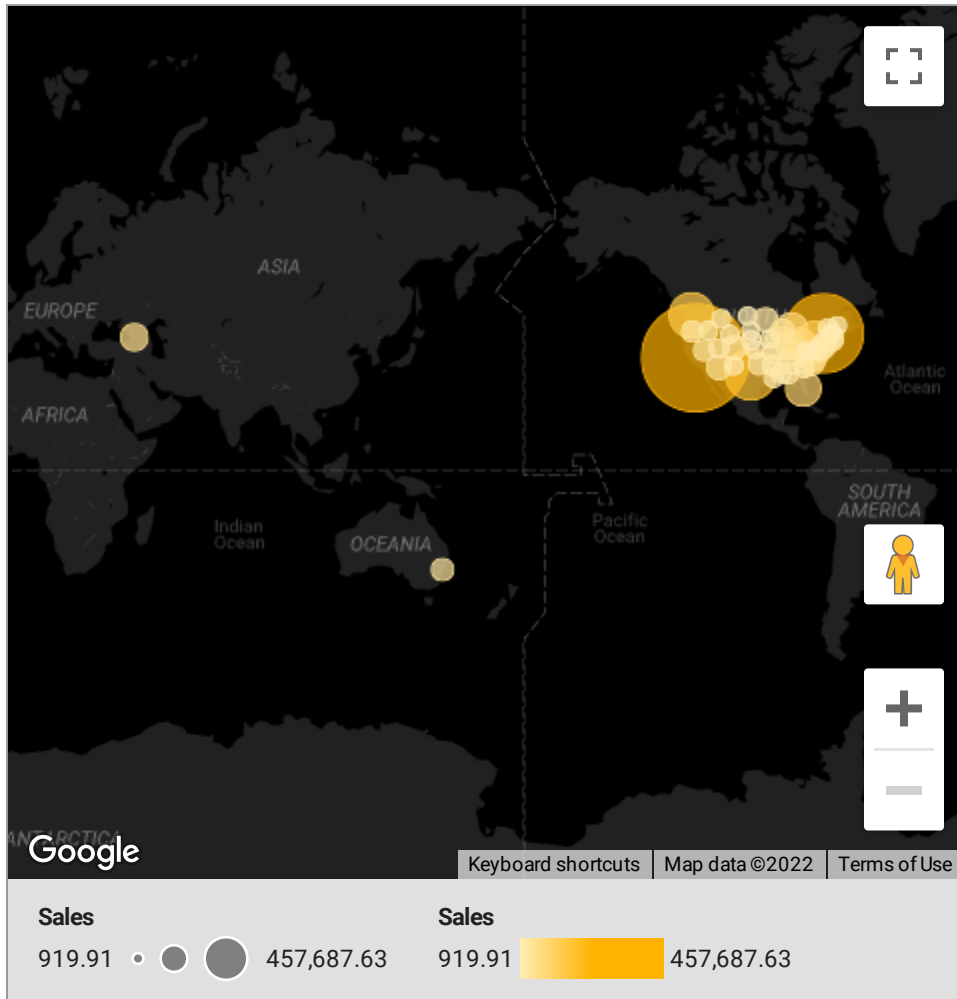 ASIA
EUROPE
Atlantic
Ocean
AFRICA
SOUTH
AMERICA
Indian
Ocean
Pacific
Ocean
OCEANIA
ANTARCTICA
Google
Keyboard shortcuts
Map data ©2022
Terms of Use
Sales
919.91
457,687.63
Sales
919.91
457,687.63